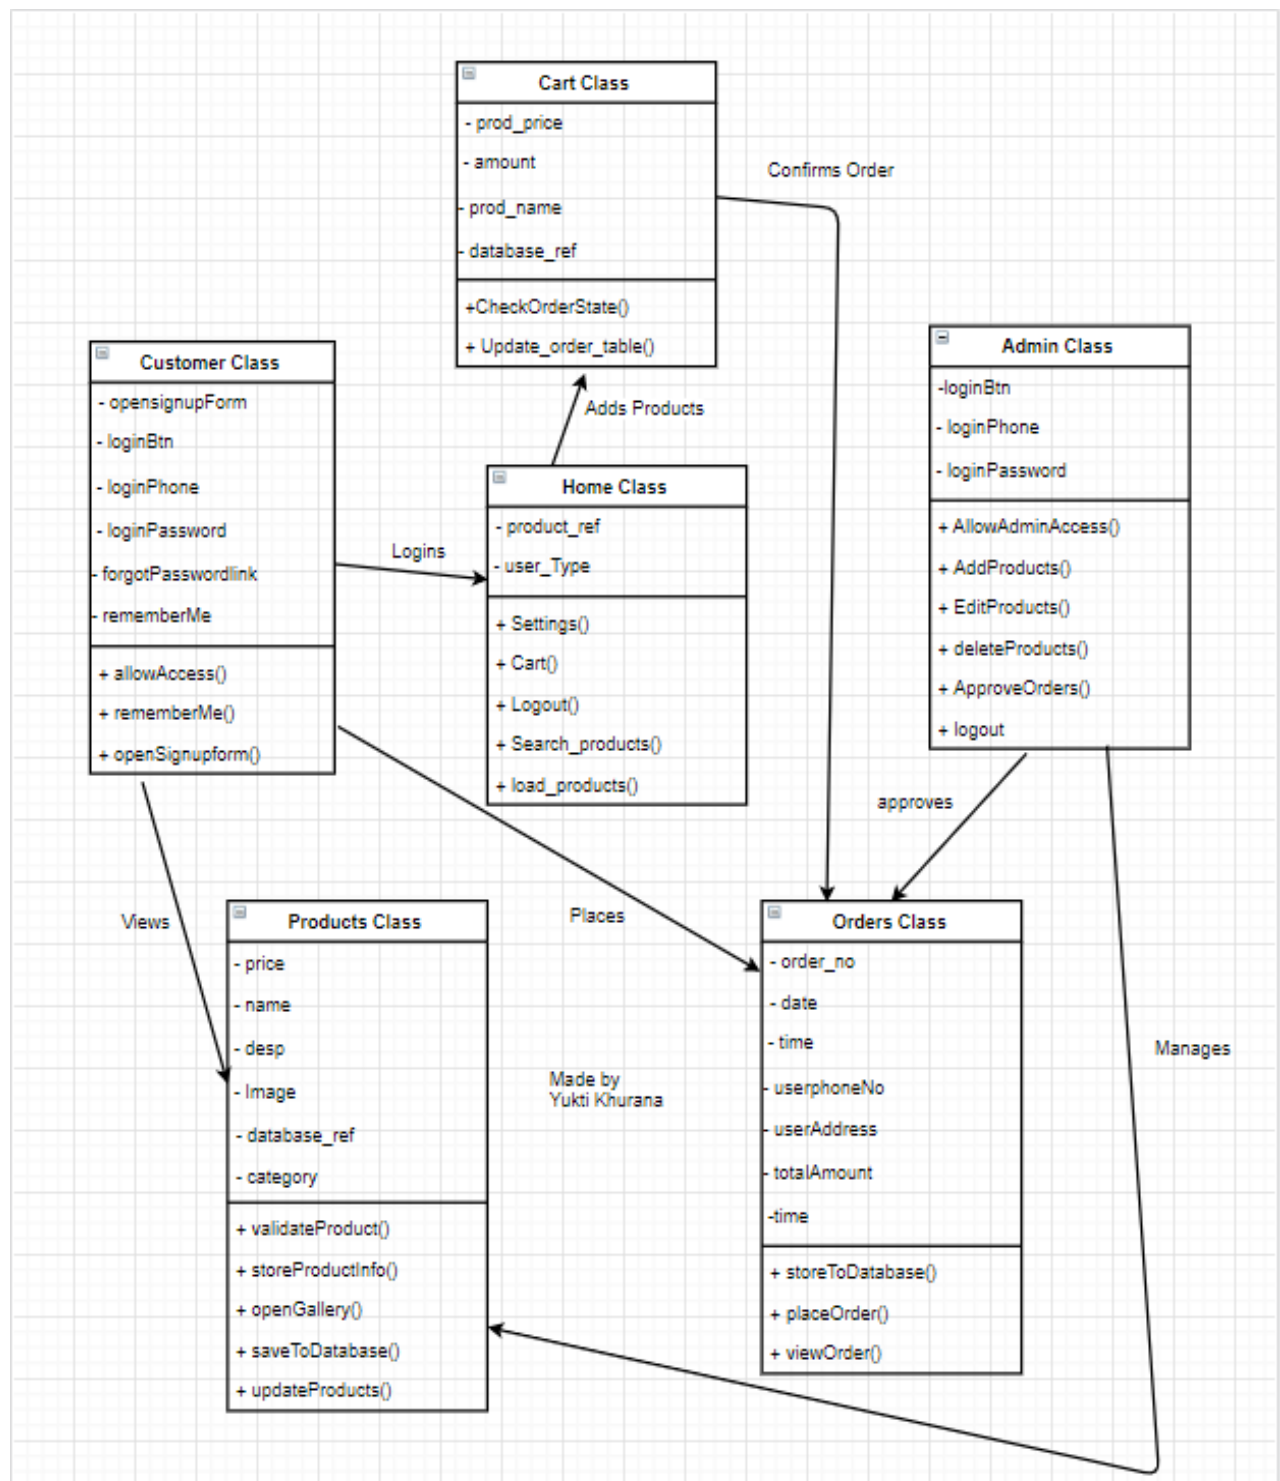 Cart Class
- prod_price
- amount
- prod_name
- database_ref
+CheckOrderState()
+ Update_order_table()
Confirms Order
Customer Class
- opensignupForm
- loginBtn
- loginPhone
- loginPassword
- forgotPasswordlink
- rememberMe
+ allowAccess()
+ rememberMe()
+ openSignupform()
Adds Products
Logins
Home Class
- product_ref
- user_Type
+ Settings()
+ Cart()
+ Logout()
+ Search_products()
+ load_products()
Admin Class
-loginBtn
- loginPhone
- loginPassword
+ AllowAdminAccess()
+ AddProducts()
+ EditProducts()
+ deleteProducts()
+ ApproveOrders()
+ logout
approves
Views
Products Class
- price
- name
- desp
- Image
- database_ref
- category
+ validateProduct()
+ storeProductInfo()
+ openGallery()
+ saveToDatabase()
+ updateProducts()
Places
Made by
Yukti Khurana
Orders Class
- order_no
- date
- time
- userphoneNo
- userAddress
- totalAmount
-time
+ storeToDatabase()
+ placeOrder()
+ viewOrder()
Manages